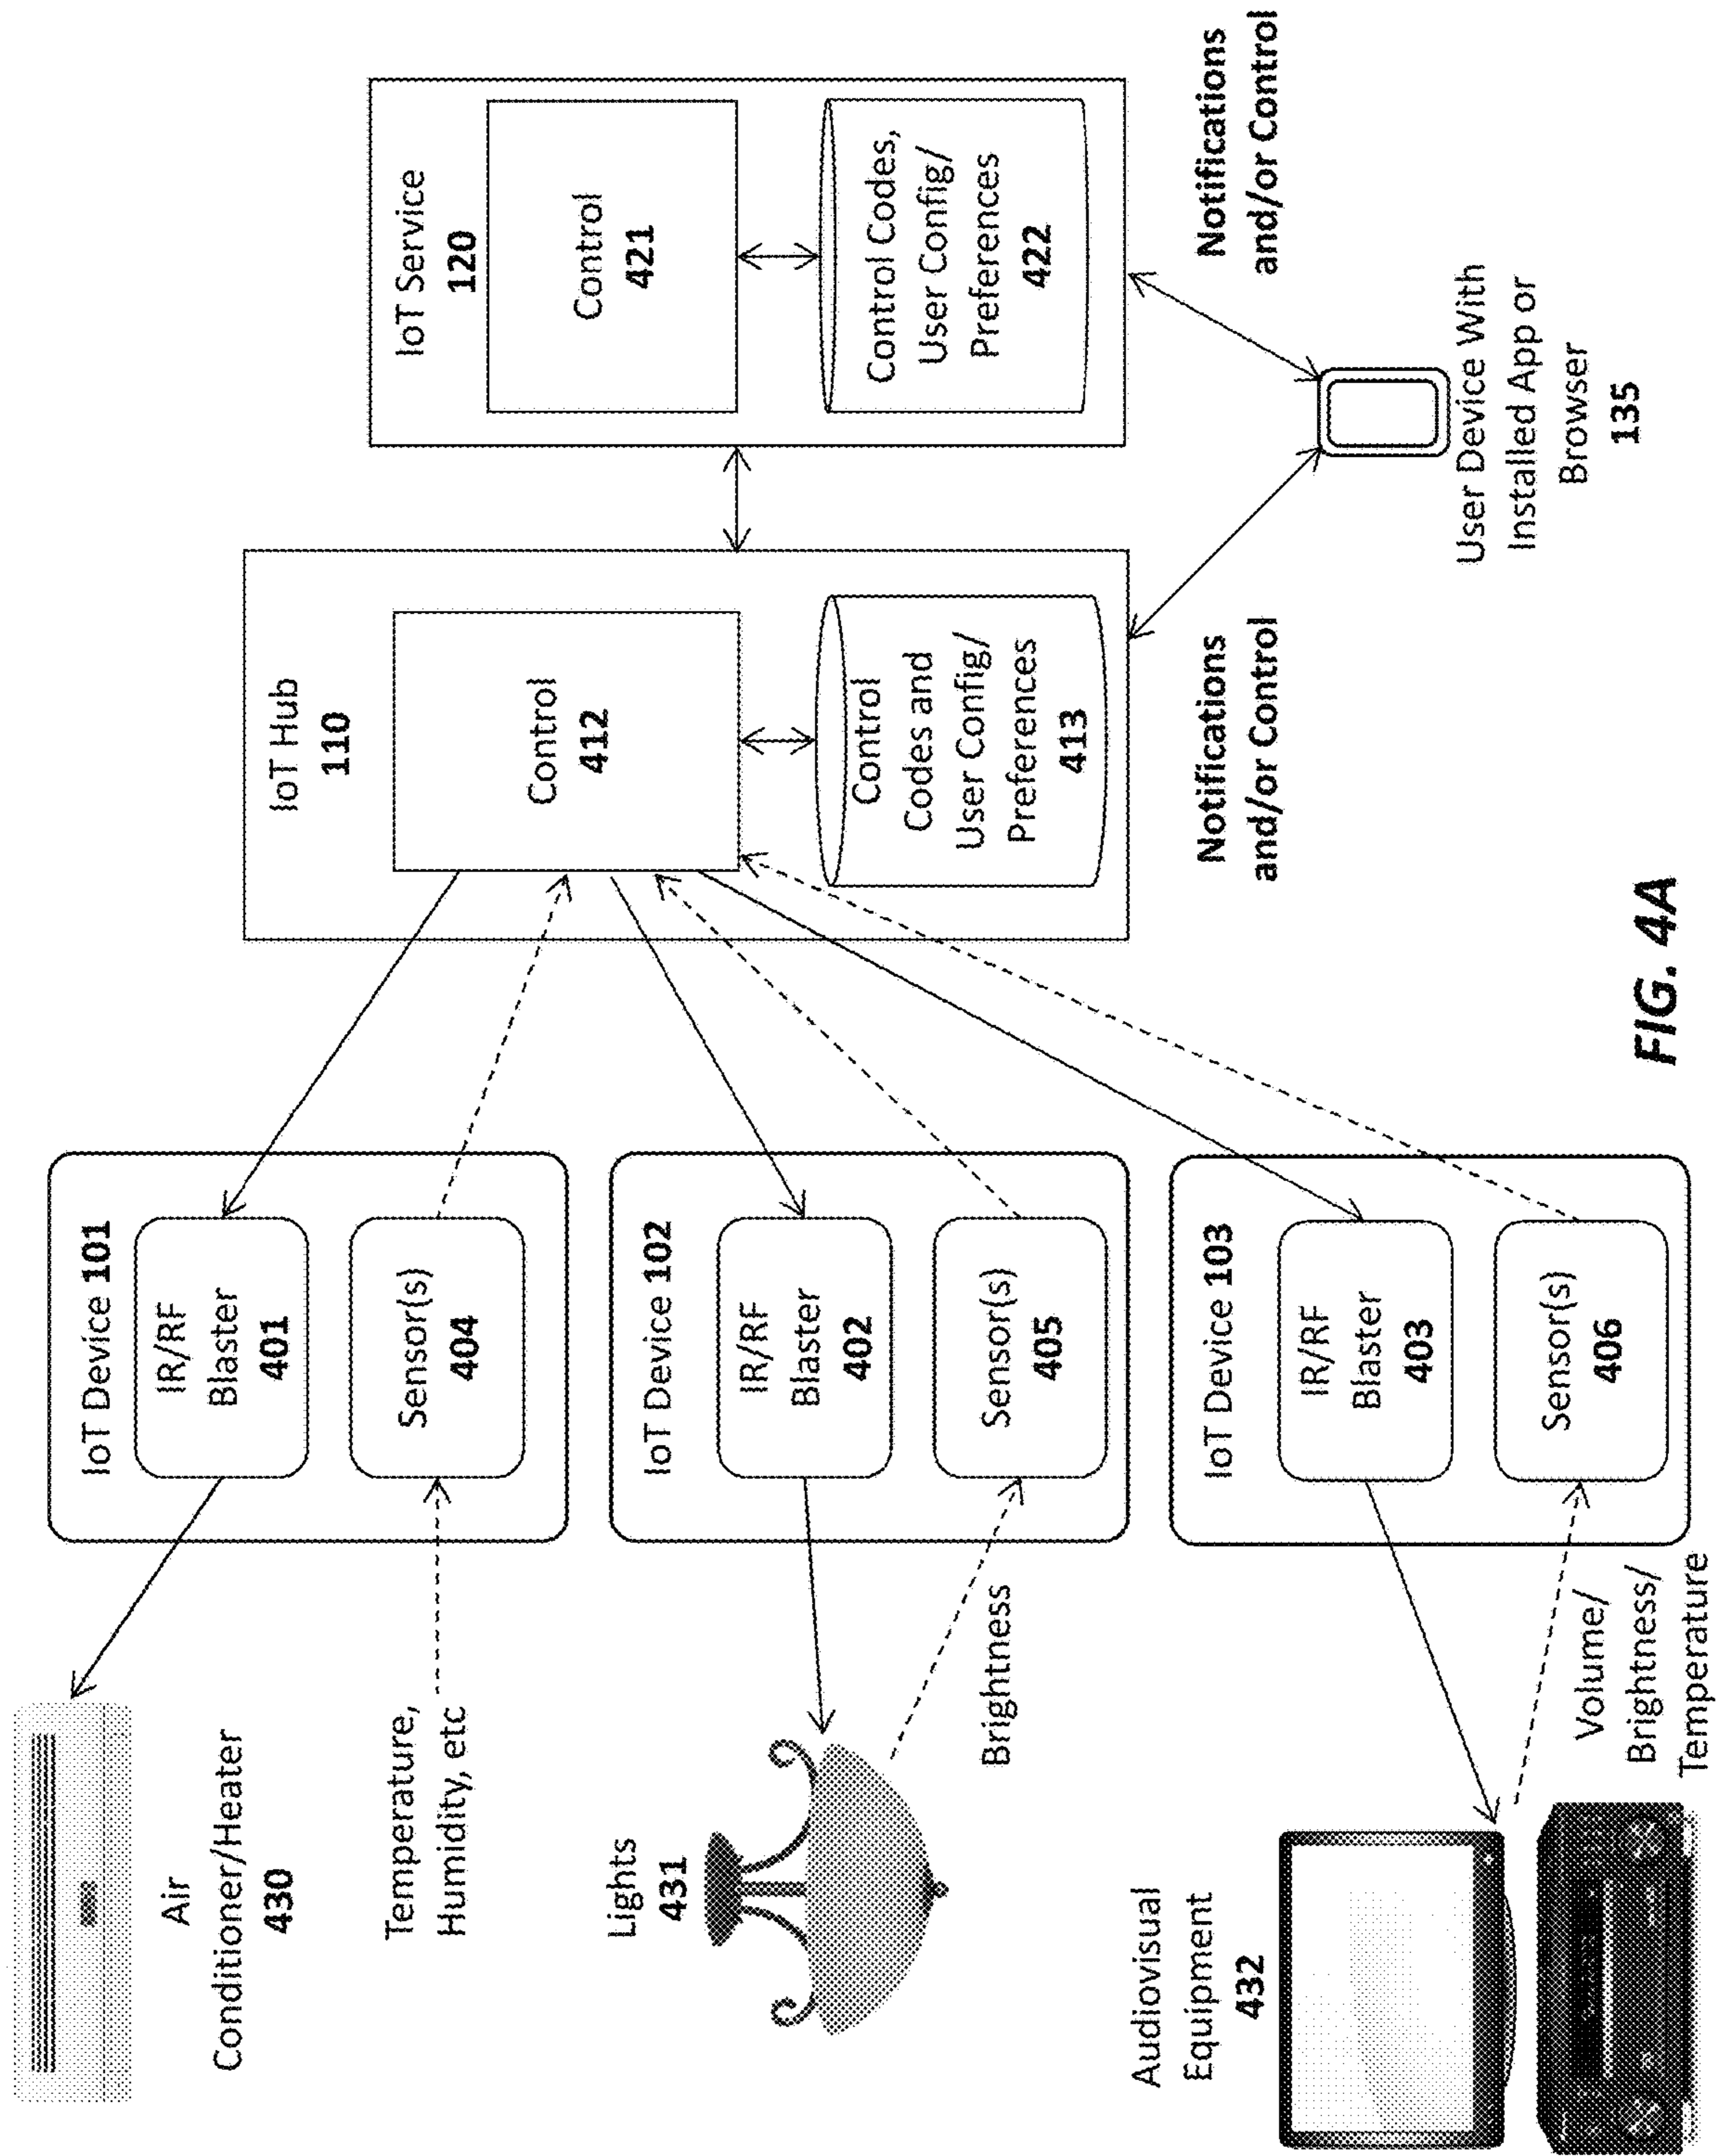 Air
Conditioner/Heater
430
Temperature,
Humidity, etc
Lights
431
Brightness
Audiovisual
Equipment
432
Volume/
Brightness/
Temperature
IoT Device 101
IR/RF
Blaster
401
Sensor(s)
404
IoT Device 102
IR/RF
Blaster
402
Sensor(s)
405
IoT Device 103
IR/RF
Blaster
403
Sensor(s)
406
IoT Hub
110
Control
412
Control
Codes and
User Config/
Preferences
413
IoT Service
120
Control
421
Control Codes,
User Config/
Preferences
422
Notifications
and/or Control
Notifications
and/or Control
User Device With
Installed App or
Browser
135
FIG. 4A